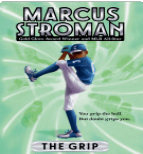 MARCUS
STROMAN
Gold Glove Award Winner and MLB All-Star
You grip the ball.
But doubt grips you.
THE GRIP